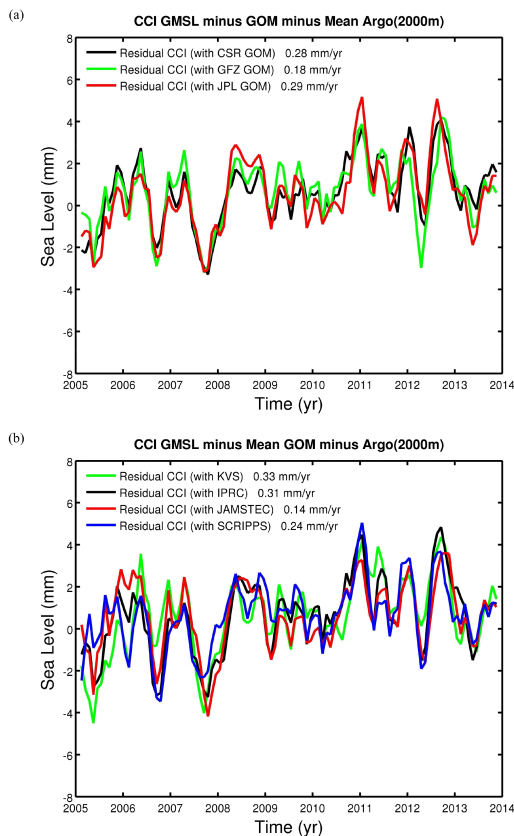 (a)
CCI GMSL minus GOM minus Mean Argo(2000m)
8
Residual CCI (with CSR GOM) 0.28 mm/yr
Residual CCI (with GFZ GOM) 0.18 mm/yr
6
Residual CCI (with JPL GOM) 0.29 mm/yr
4
2
0
-2
-4
-6
-8
Sea Level (mm)
2005 2006 2007 2008 2009 2010 2011 2012 2013 2014
Time (yr)
(b)
CCI GMSL minus Mean GOM minus Argo(2000m)
8
Residual CCI (with KVS) 0.33 mm/yr
Residual CCI (with IPRC) 0.31 mm/yr
6
Residual CCI (with JAMSTEC) 0.14 mm/yr
Residual CCI (with SCRIPPS) 0.24 mm/yr
4
2
0
-2
-4
-6
-8
Sea Level (mm)
2005 2006 2007 2008 2009 2010 2011 2012 2013 2014
Time (yr)